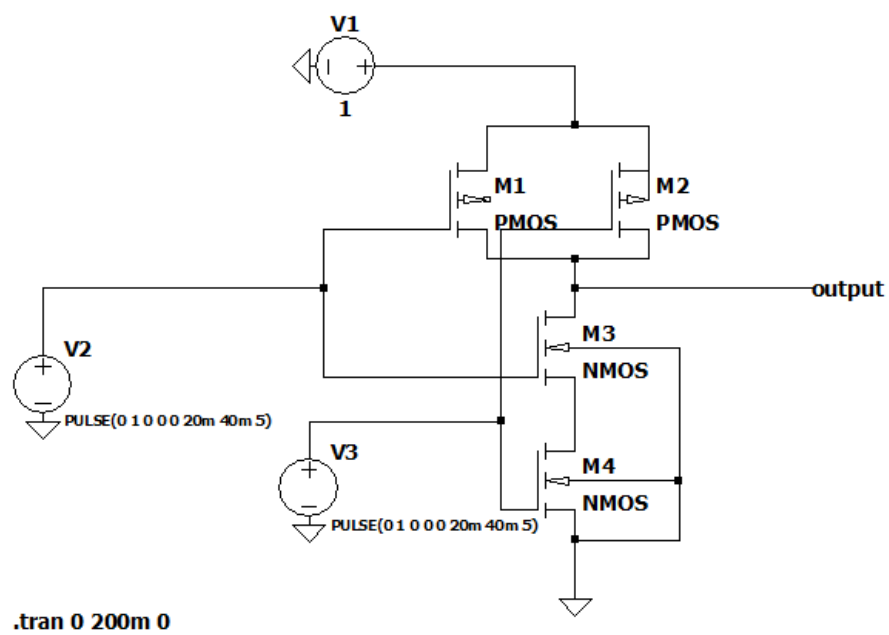 V1
1
M1
PMOS
M2
PMOS
output
M3
NMOS
V2
PULSE(0 1 0 0 0 20m 40m 5)
V3
PULSE(0 1 0 0 0 20m 40m 5)
M4
NMOS
.tran 0 200m 0